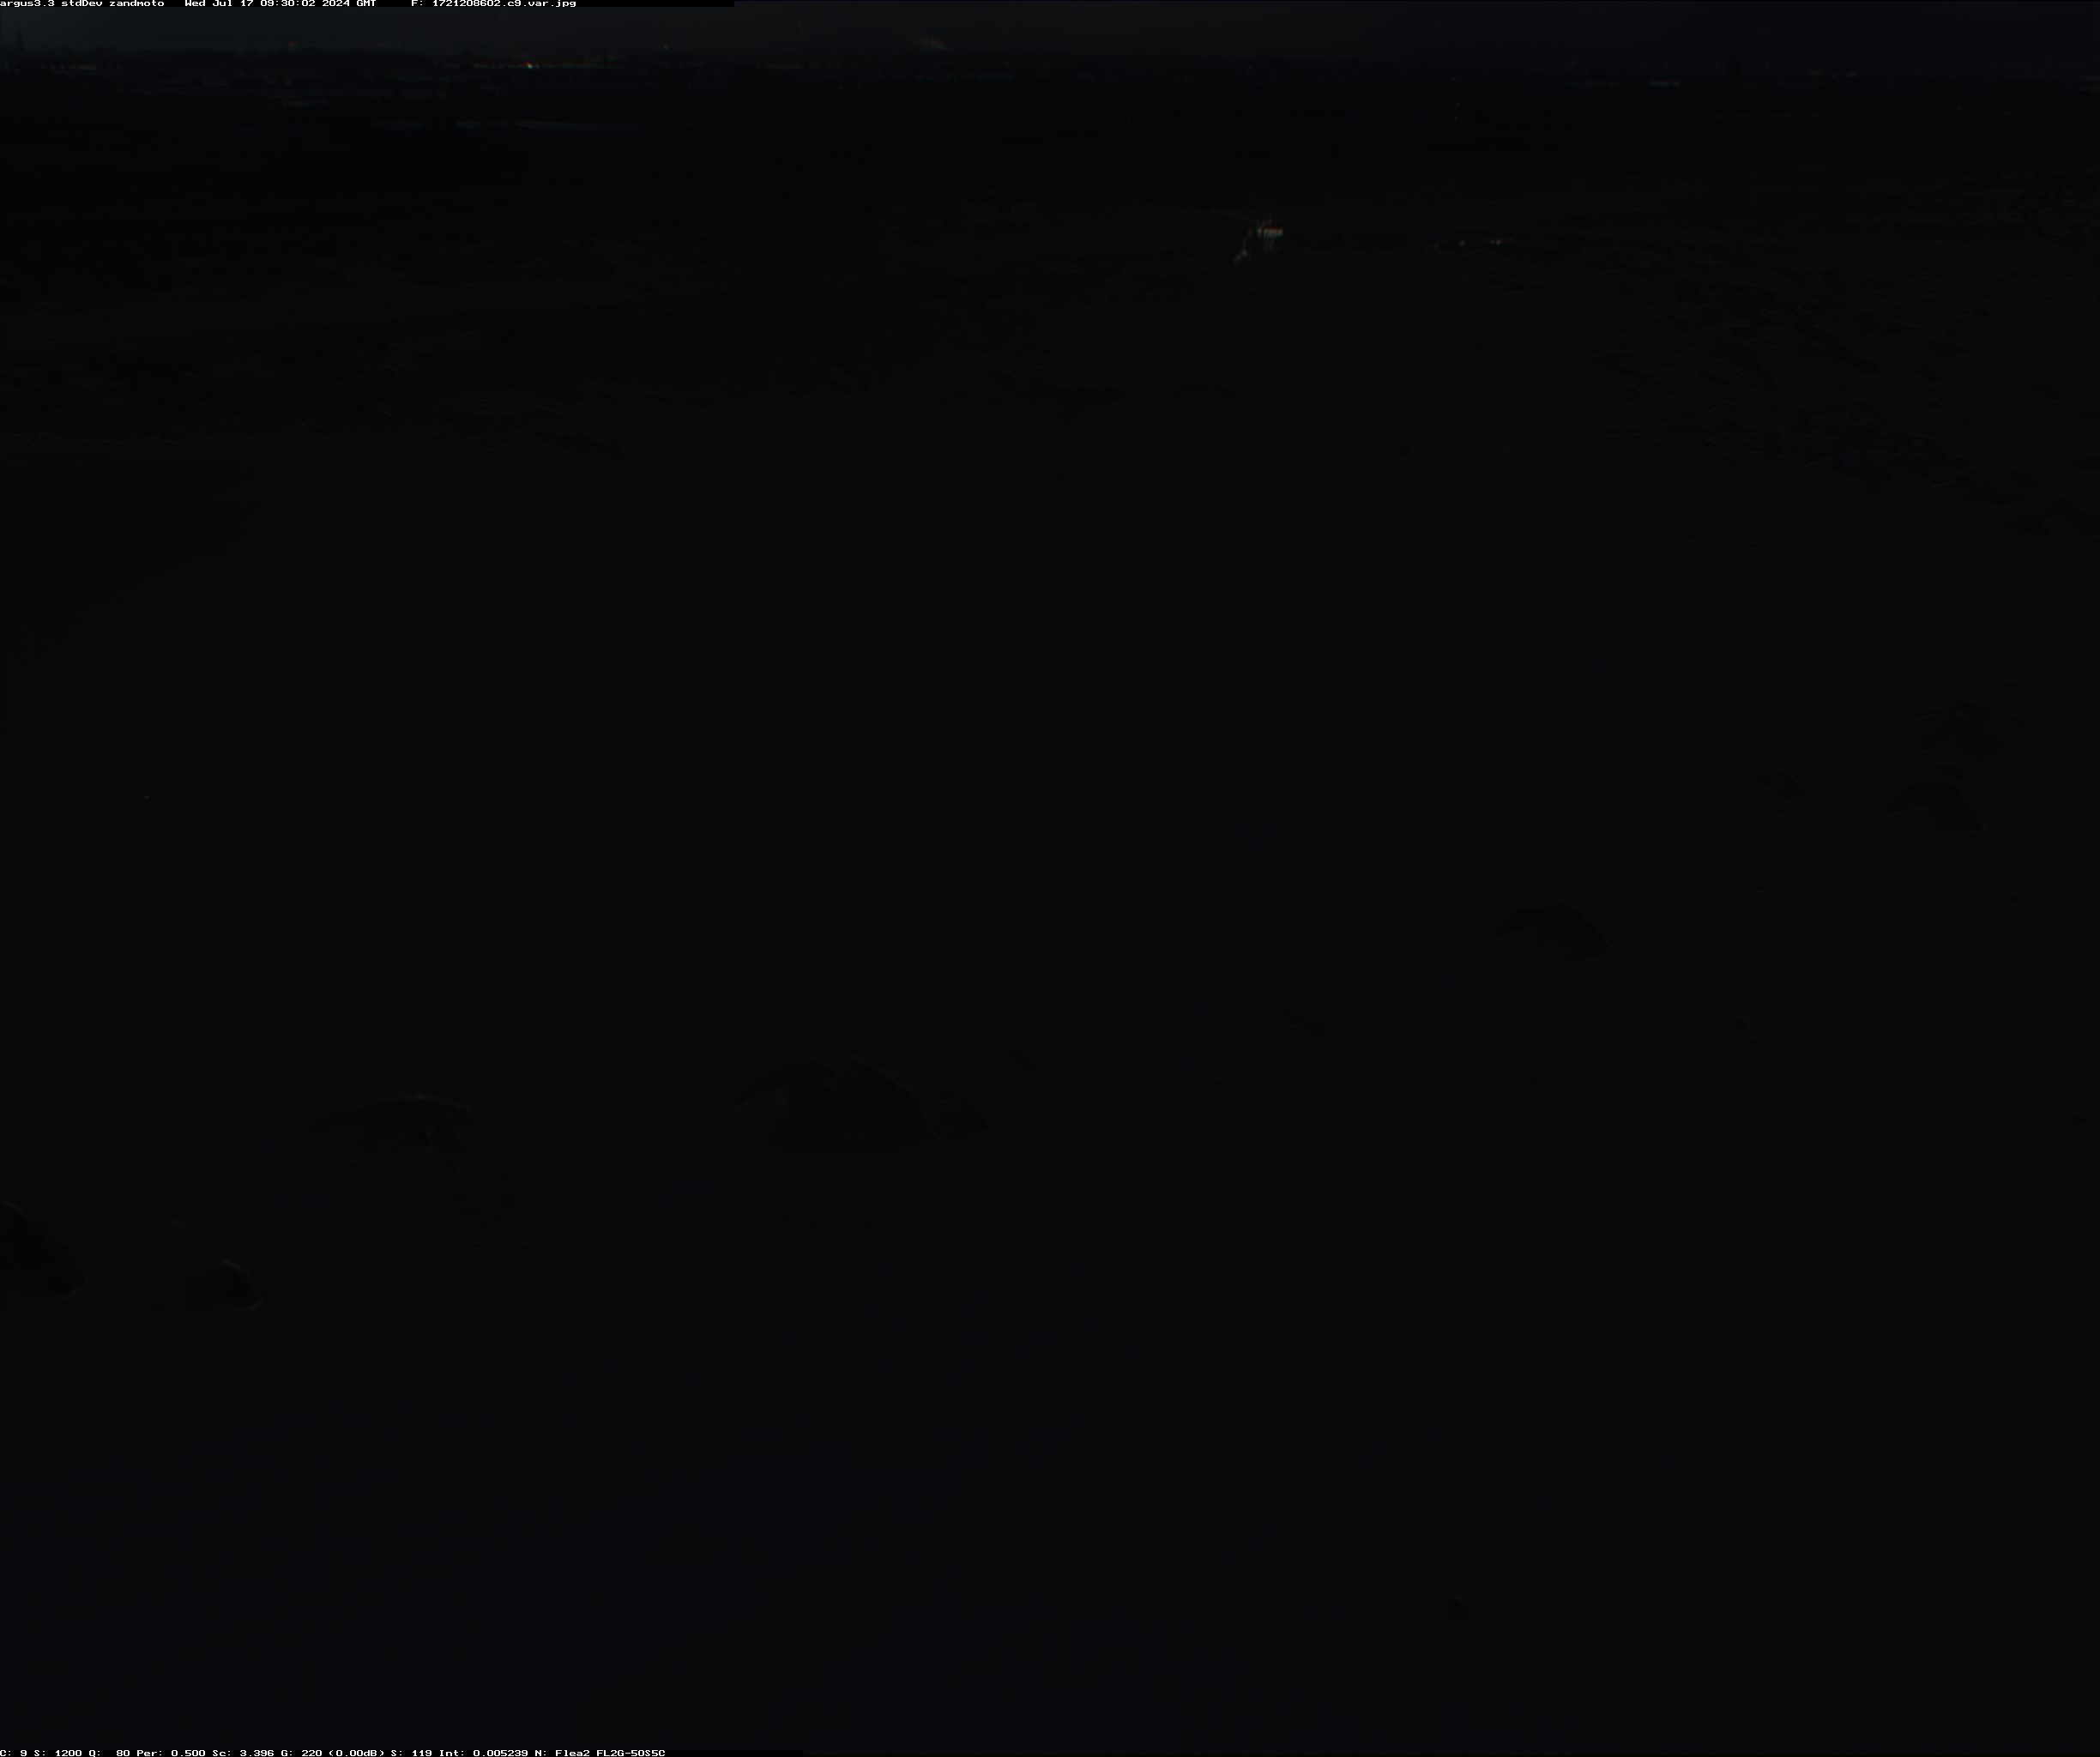 argus3.3 stdDev zandmoto Wed Jul 17 09:30:02 2024 GMT F: 1721208602.c9.var.jpg
C: 9 S: 1200 Q: 80 Per: 0.500 Sc: 3.396 G: 220 (0.00dB) S: 119 Int: 0.005239 N: Flea2 FL2G-50S5C